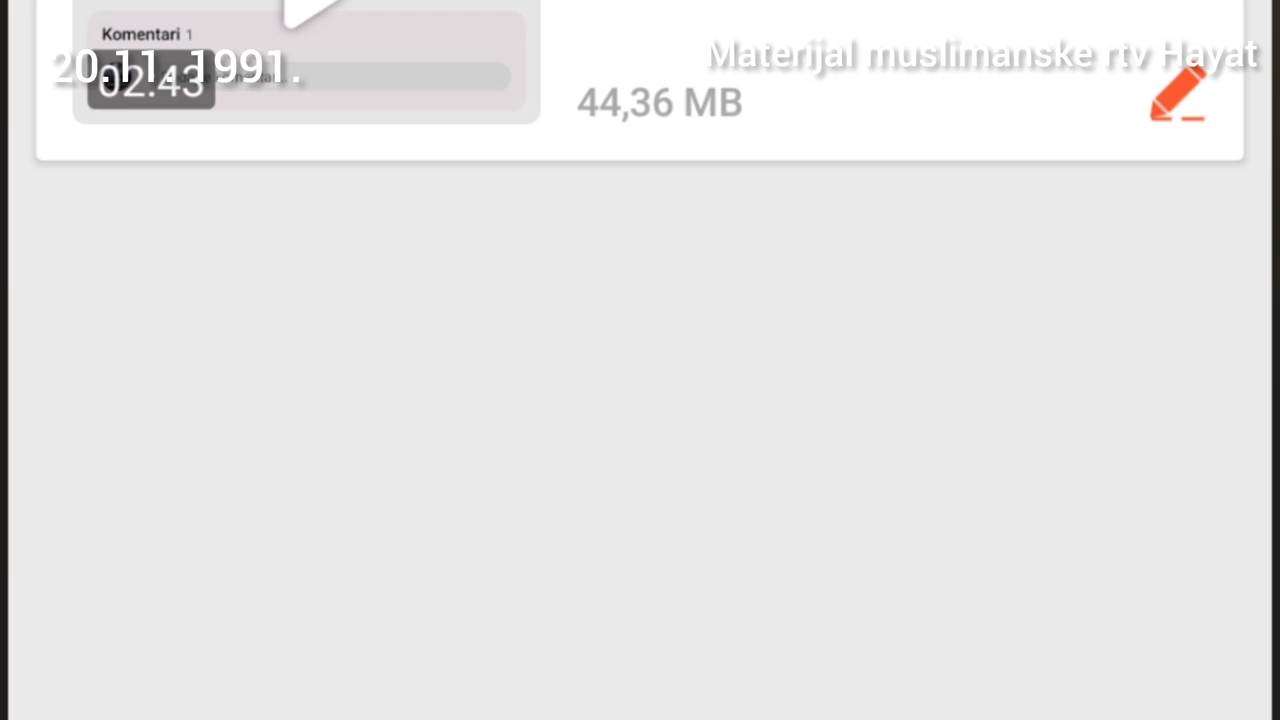 Komentari 1
20.11.1991.
Materijal muslimanske rtv Hayat
02:43
44,36 MB